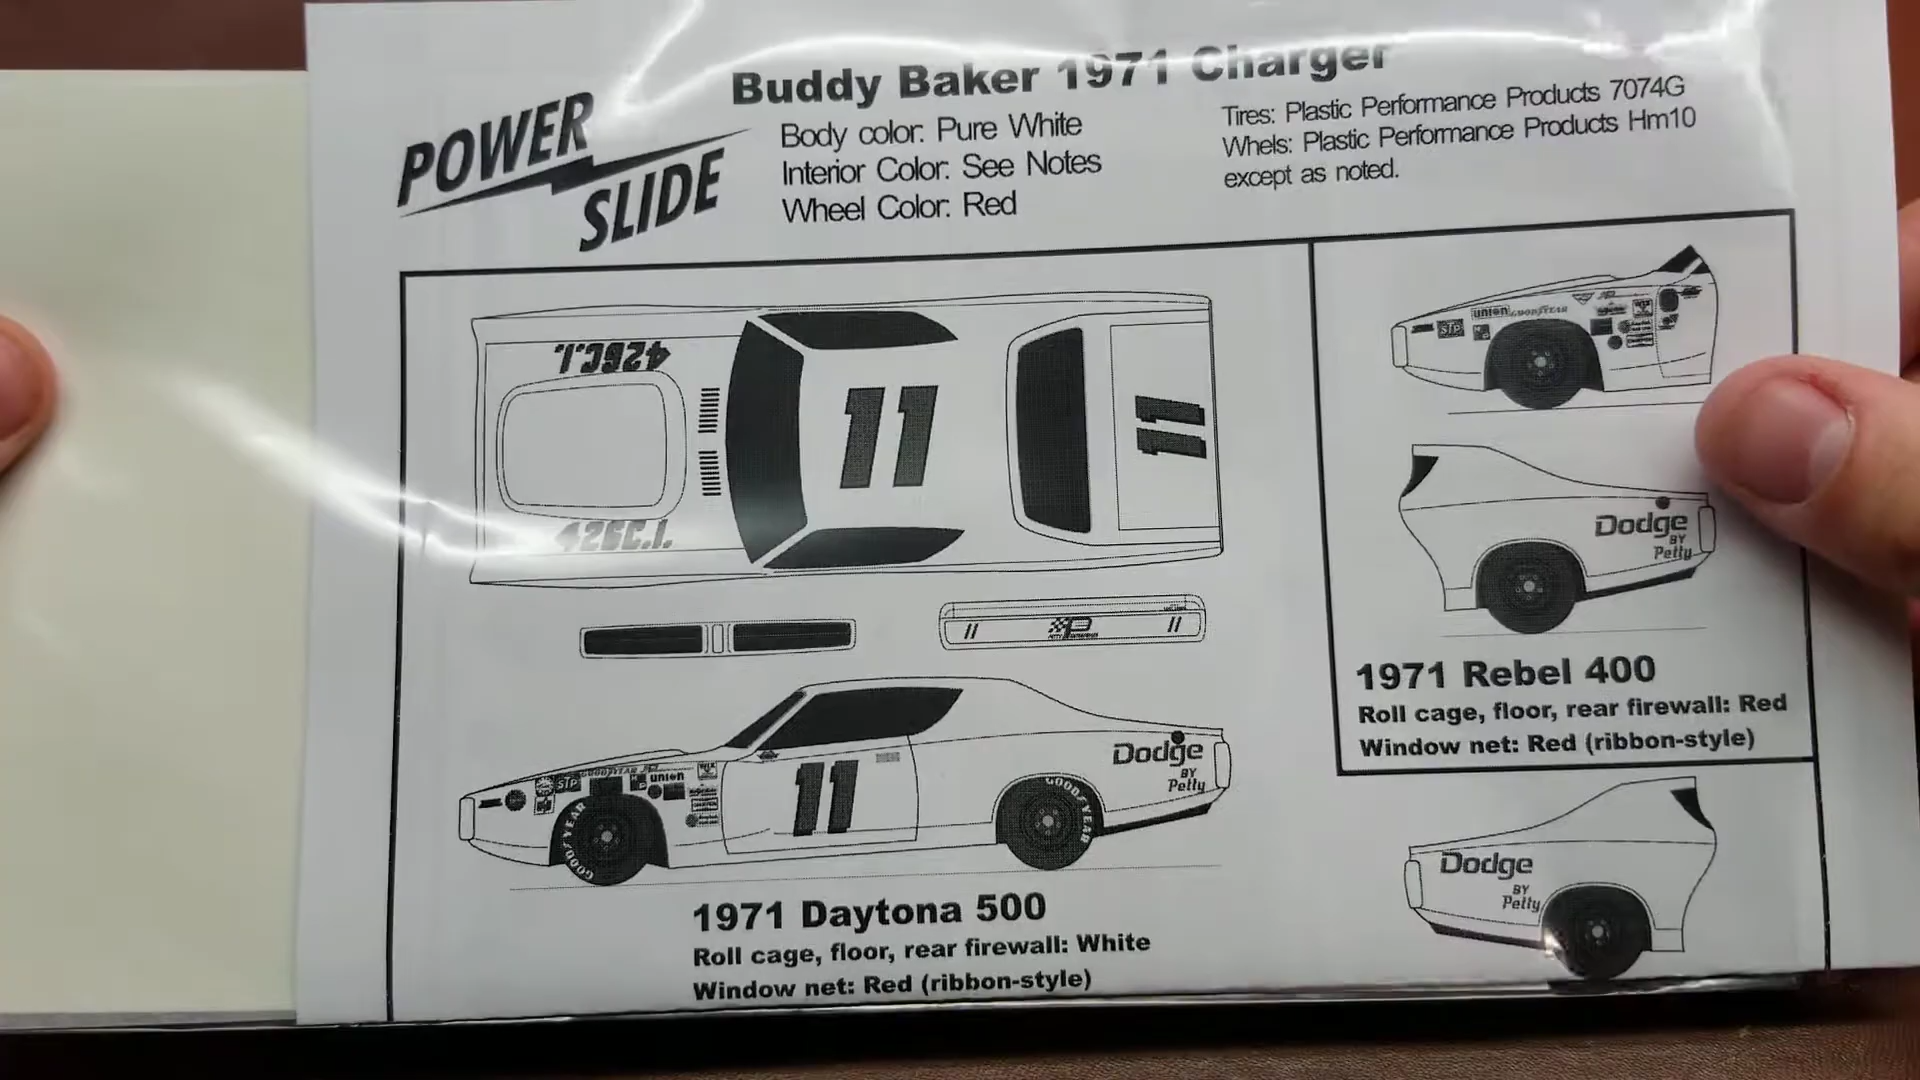 Buddy Baker 1971 Charger
POWER
SLIDE
Body color: Pure White
Interior Color: See Notes
Wheel Color: Red
Tires: Plastic Performance Products 7074G
Whels: Plastic Performance Products Hm10
except as noted.
426C.I.
11
11
426C.I.
11
P
11
GOODYEAR
STP
union
11
GOODYEAR
GOODYEAR
Dodge
BY
Petty
1971 Daytona 500
Roll cage, floor, rear firewall: White
Window net: Red (ribbon-style)
STP
union
GOODYEAR
Dodge
BY
Petty
1971 Rebel 400
Roll cage, floor, rear firewall: Red
Window net: Red (ribbon-style)
Dodge
BY
Petty